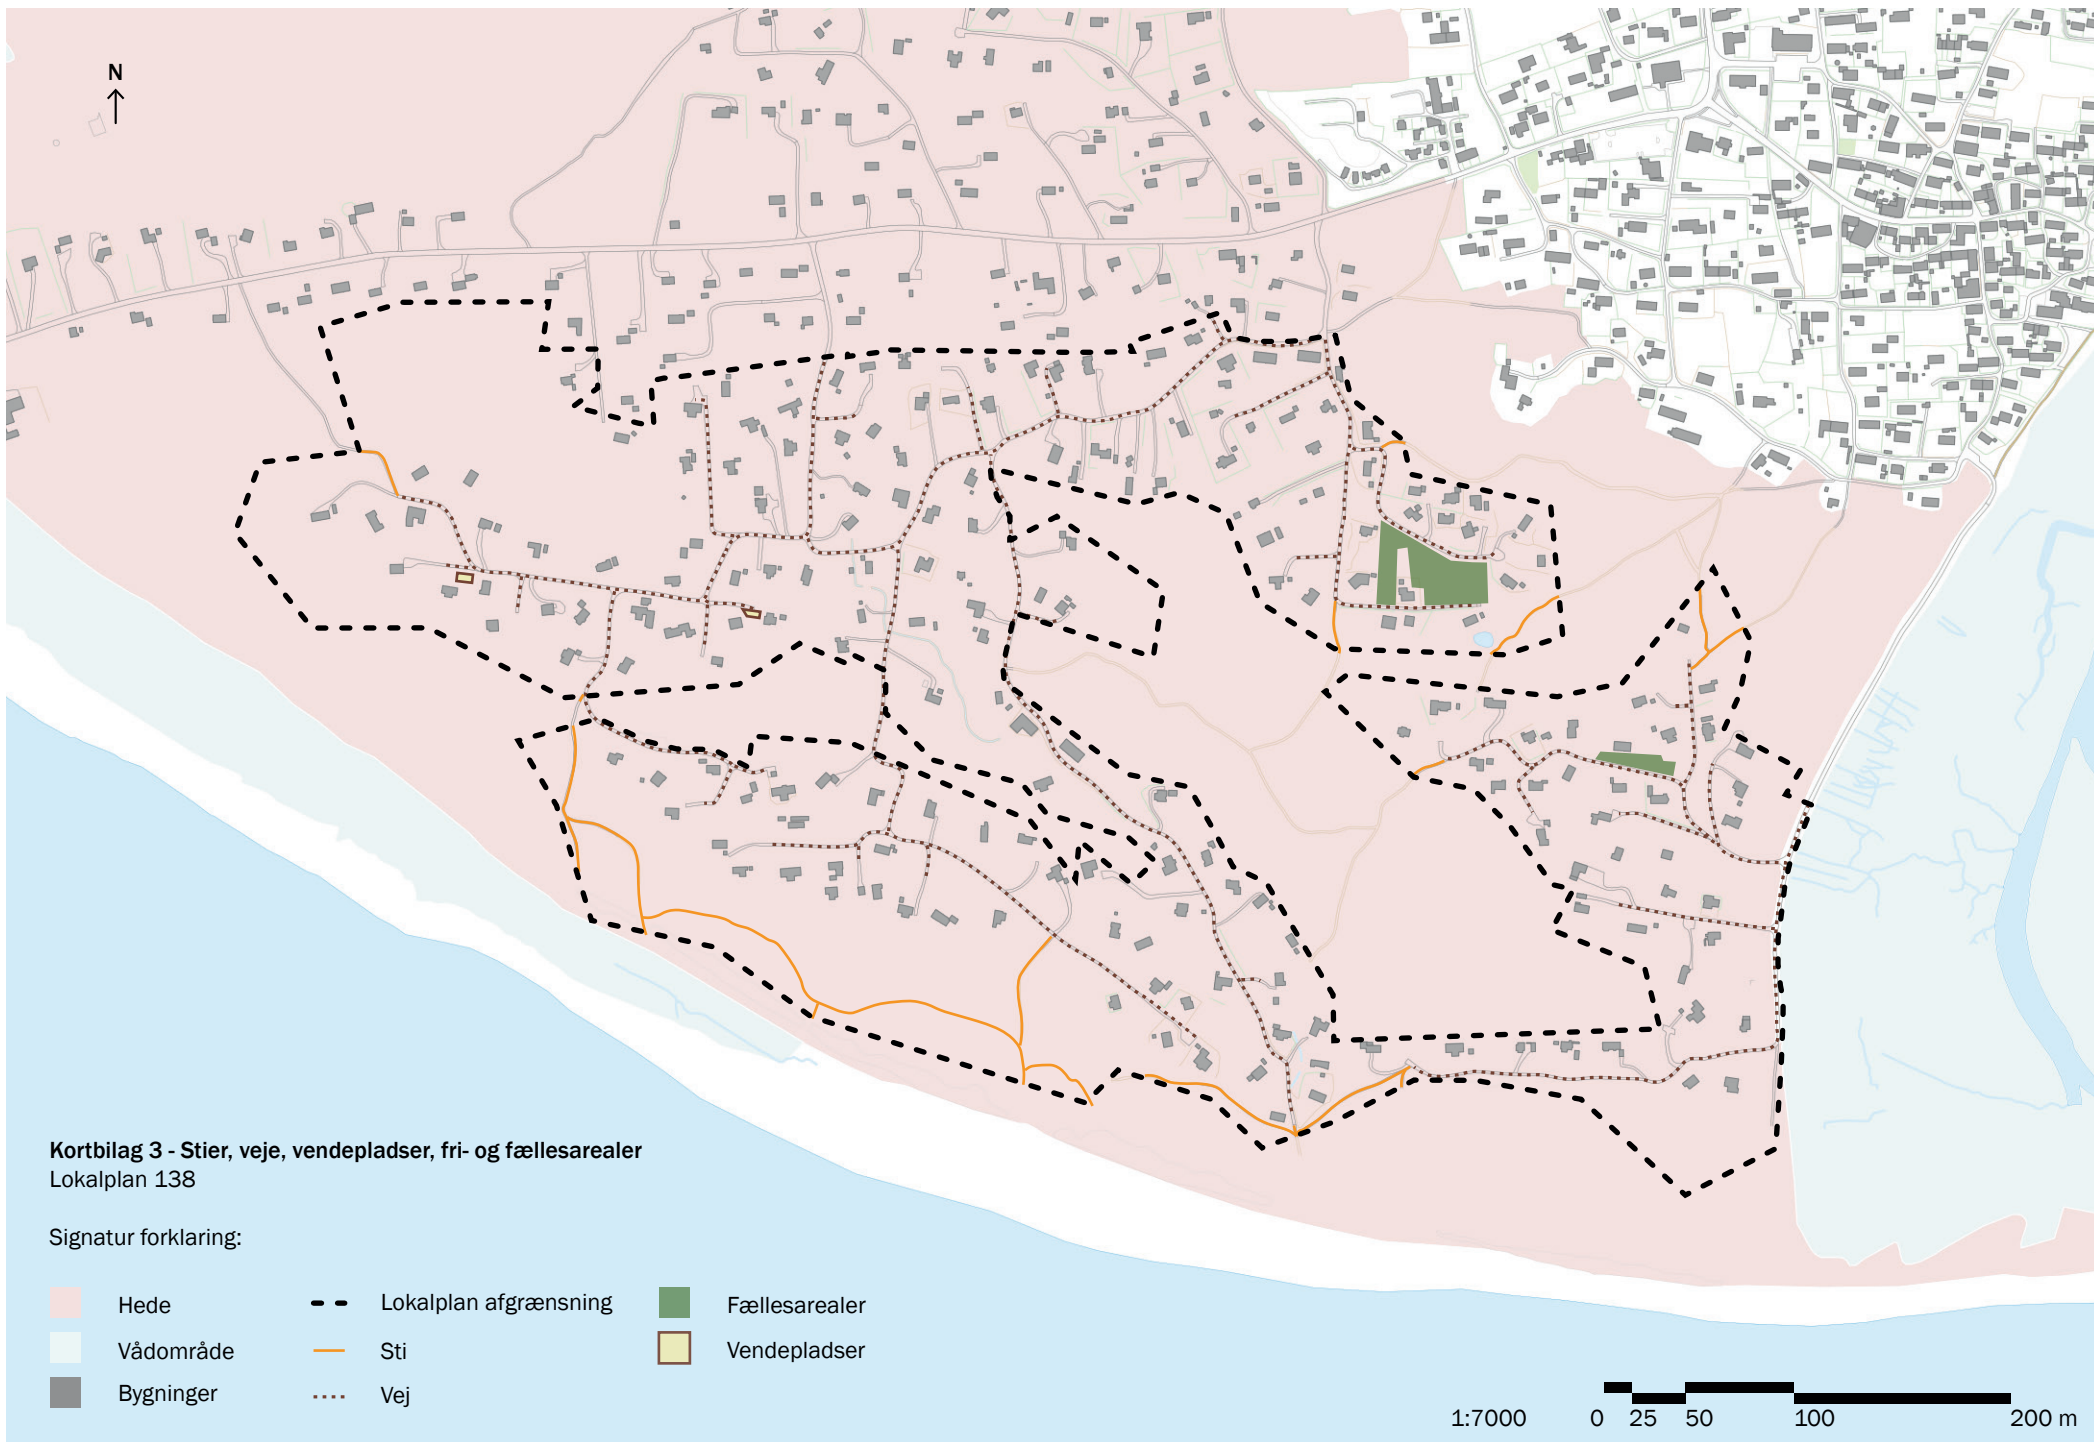 N
Kortbilag 3 - Stier, veje, vendepladser, fri- og fællesarealer
Lokalplan 138
Signatur forklaring:
Hede
Vådområde
Bygninger
Lokalplan afgrænsning
Sti
Vej
Fællesarealer
Vendepladser
1:7000 0 25 50 100 200 m